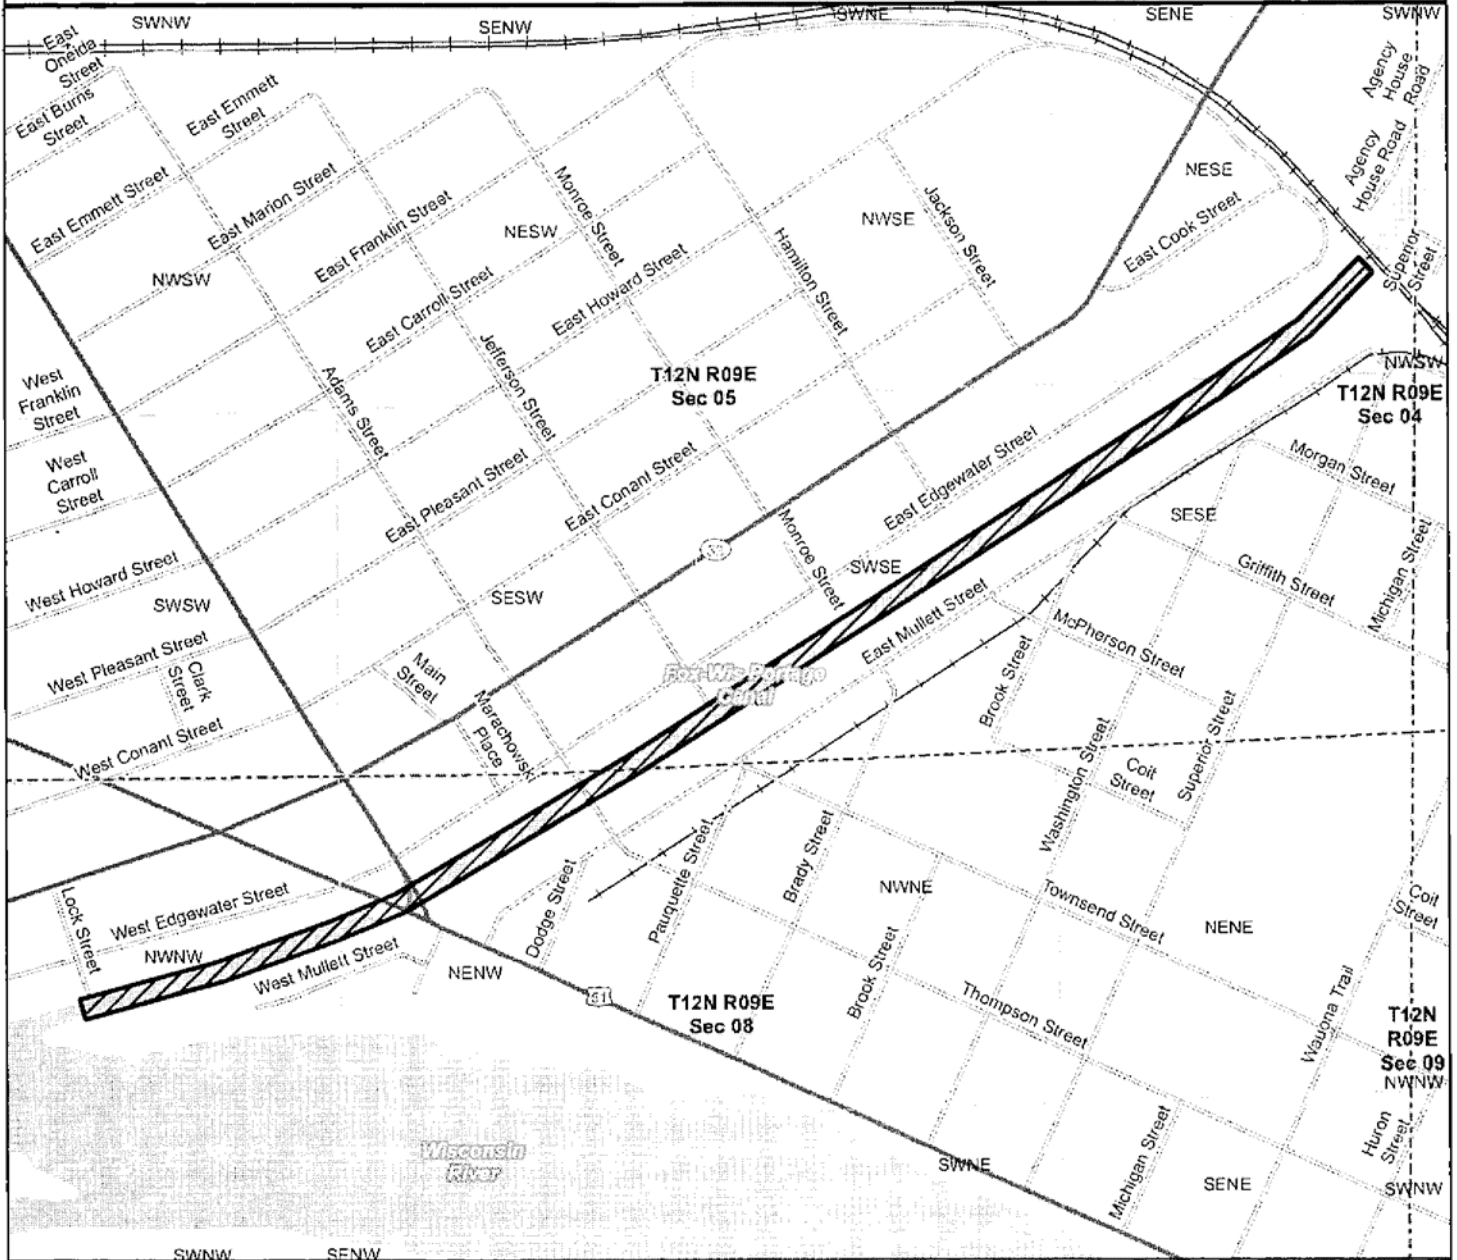 SWNW
SENW
SWNE
SENE
SWNW
East
Oneida
Street
East Burns
Street
East Emmett
Street
Agency
House
Road
Agency
House Road
East Emmett Street
East Marion Street
East Franklin Street
Monroe Street
NESW
NWSE
Jackson Street
NESE
East Cook Street
Superior
Street
NWSW
East Carroll Street
East Howard Street
Hamilton Street
Jefferson Street
Adams Street
West
Franklin
Street
T12N R09E
Sec 05
NWSW
T12N R09E
Sec 04
West
Carroll
Street
East Pleasant Street
East Conant Street
East Edgewater Street
Morgan Street
SESE
Monroe Street
SWSE
Griffith Street
Michigan Street
West Howard Street
SWSW
SESW
East Mullett Street
McPherson Street
Brook Street
West Pleasant Street
Clark
Street
Main
Street
Marachowski
Place
Fox-Wis Portage
Canal
West Conant Street
Washington Street
Coit
Street
Superior Street
Lock Street
West Edgewater Street
NWNW
West Mullett Street
NENW
Dodge Street
Pauquette Street
Brady Street
NWNE
Townsend Street
NENE
Coit
Street
51
T12N R09E
Sec 08
Brook Street
Thompson Street
Wauona Trail
T12N
R09E
Sec 09
NWNW
Wisconsin
River
SWNE
Michigan Street
SENE
Huron
Street
SWNW
SWNW
SENW